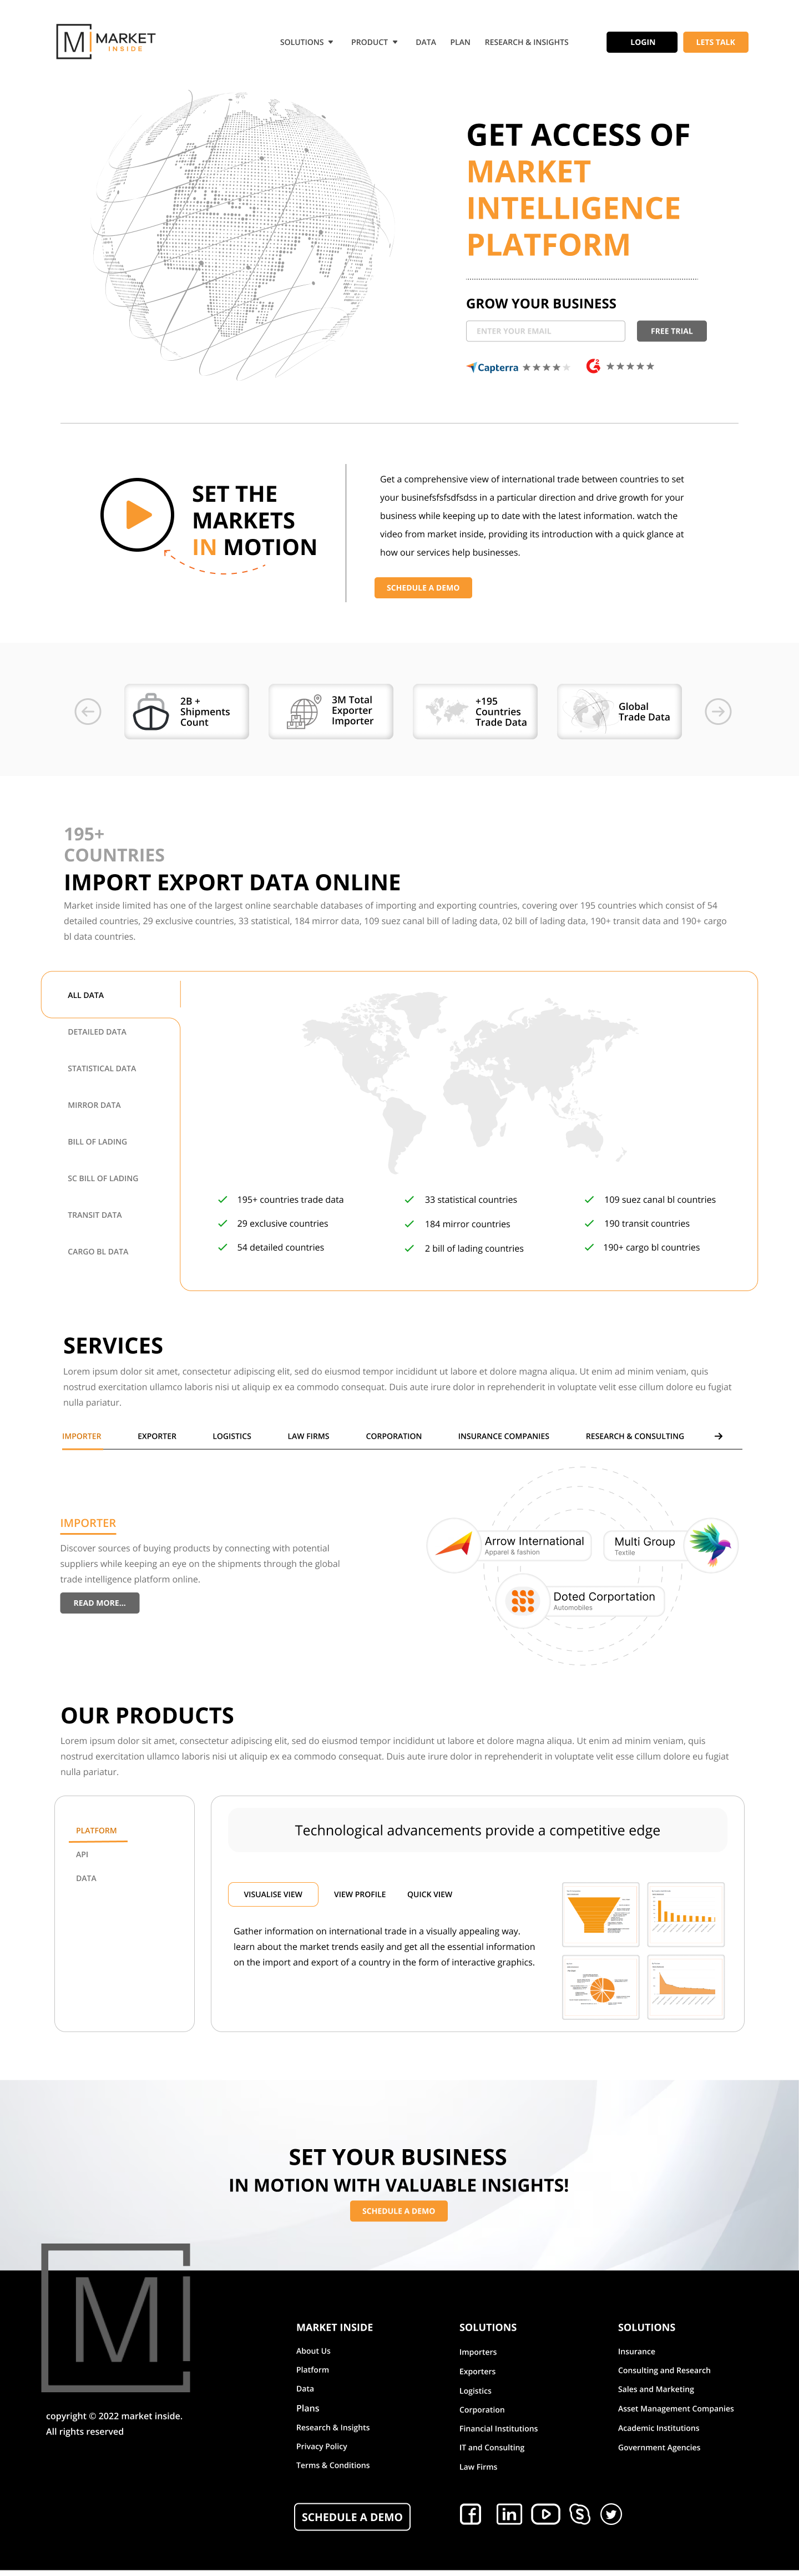 MARKET
INSIDE
SOLUTIONS
PRODUCT
DATA
PLAN
RESEARCH & INSIGHTS
LOGIN
LETS TALK
GET ACCESS OF
MARKET
INTELLIGENCE
PLATFORM
GROW YOUR BUSINESS
ENTER YOUR EMAIL
FREE TRIAL
Capterra
SET THE
MARKETS
IN MOTION
Get a comprehensive view of international trade between countries to set
your businefsfsfsdfsdss in a particular direction and drive growth for your
business while keeping up to date with the latest information. watch the
video from market inside, providing its introduction with a quick glance at
how our services help businesses.
SCHEDULE A DEMO
2B +
Shipments
Count
3M Total
Exporter
Importer
+195
Countries
Trade Data
Global
Trade Data
195+
COUNTRIES
IMPORT EXPORT DATA ONLINE
Market inside limited has one of the largest online searchable databases of importing and exporting countries, covering over 195 countries which consist of 54
detailed countries, 29 exclusive countries, 33 statistical, 184 mirror data, 109 suez canal bill of lading data, 02 bill of lading data, 190+ transit data and 190+ cargo
bl data countries.
ALL DATA
DETAILED DATA
STATISTICAL DATA
MIRROR DATA
BILL OF LADING
SC BILL OF LADING
TRANSIT DATA
CARGO BL DATA
195+ countries trade data
29 exclusive countries
54 detailed countries
33 statistical countries
184 mirror countries
2 bill of lading countries
109 suez canal bl countries
190 transit countries
190+ cargo bl countries
SERVICES
Lorem ipsum dolor sit amet, consectetur adipiscing elit, sed do eiusmod tempor incididunt ut labore et dolore magna aliqua. Ut enim ad minim veniam, quis
nostrud exercitation ullamco laboris nisi ut aliquip ex ea commodo consequat. Duis aute irure dolor in reprehenderit in voluptate velit esse cillum dolore eu fugiat
nulla pariatur.
IMPORTER
EXPORTER
LOGISTICS
LAW FIRMS
CORPORATION
INSURANCE COMPANIES
RESEARCH & CONSULTING
IMPORTER
Discover sources of buying products by connecting with potential
suppliers while keeping an eye on the shipments through the global
trade intelligence platform online.
READ MORE...
Arrow International
Apparel & fashion
Multi Group
Textile
Doted Corportation
Automobiles
OUR PRODUCTS
Lorem ipsum dolor sit amet, consectetur adipiscing elit, sed do eiusmod tempor incididunt ut labore et dolore magna aliqua. Ut enim ad minim veniam, quis
nostrud exercitation ullamco laboris nisi ut aliquip ex ea commodo consequat. Duis aute irure dolor in reprehenderit in voluptate velit esse cillum dolore eu fugiat
nulla pariatur.
PLATFORM
API
DATA
Technological advancements provide a competitive edge
VISUALISE VIEW
VIEW PROFILE
QUICK VIEW
Gather information on international trade in a visually appealing way.
learn about the market trends easily and get all the essential information
on the import and export of a country in the form of interactive graphics.
SET YOUR BUSINESS
IN MOTION WITH VALUABLE INSIGHTS!
SCHEDULE A DEMO
M
copyright © 2022 market inside.
All rights reserved
MARKET INSIDE
About Us
Platform
Data
Plans
Research & Insights
Privacy Policy
Terms & Conditions
SOLUTIONS
Importers
Exporters
Logistics
Corporation
Financial Institutions
IT and Consulting
Law Firms
SOLUTIONS
Insurance
Consulting and Research
Sales and Marketing
Asset Management Companies
Academic Institutions
Government Agencies
SCHEDULE A DEMO